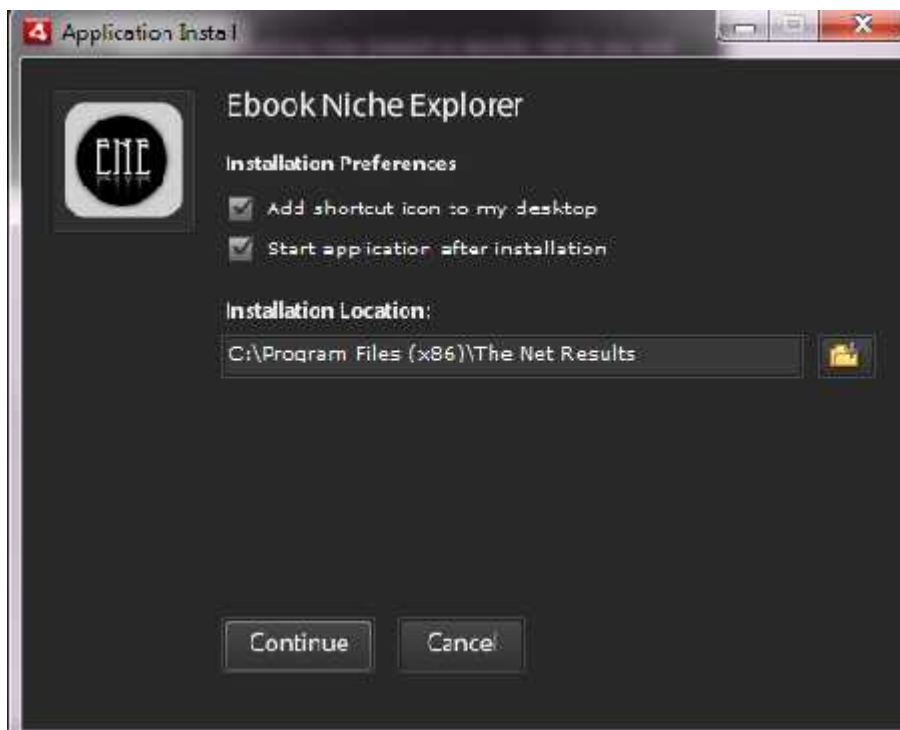 Application Install
ENE
Ebook Niche Explorer
Installation Preferences
Add shortcut icon to my desktop
Start application after installation
Installation Location:
C:\Program Files (x86)\The Net Results
Continue
Cancel